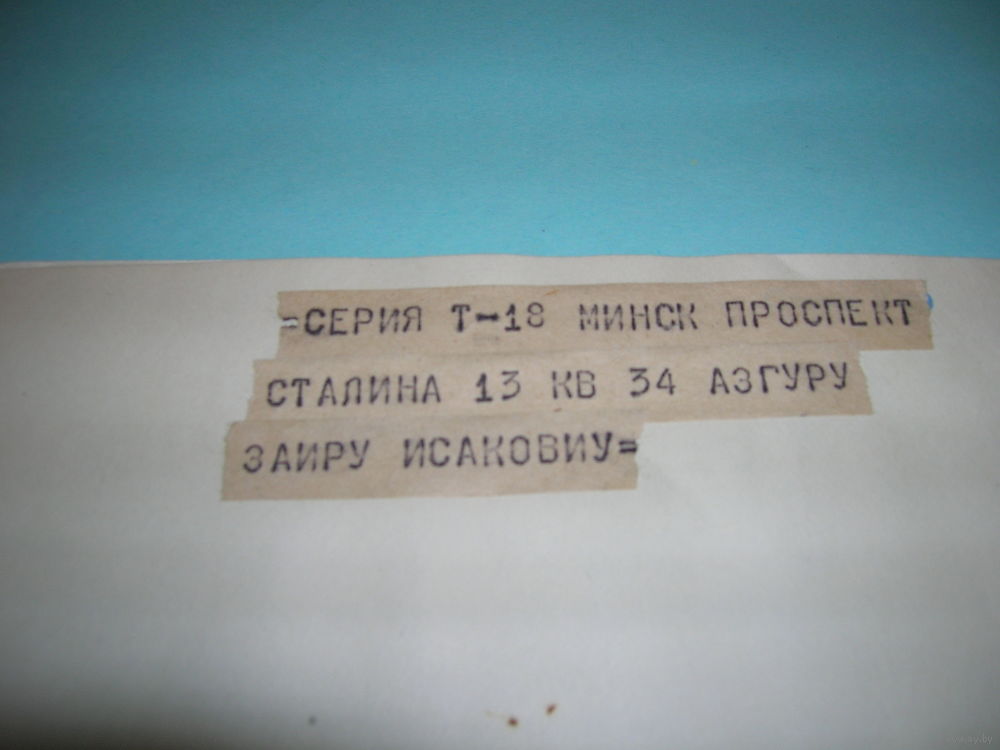 =СЕРИЯ Т-18 МИНСК ПРОСПЕКТ
СТАЛИНА 13 КВ 34 АЗГУРУ
ЗАИРУ ИСАКОВИУ=